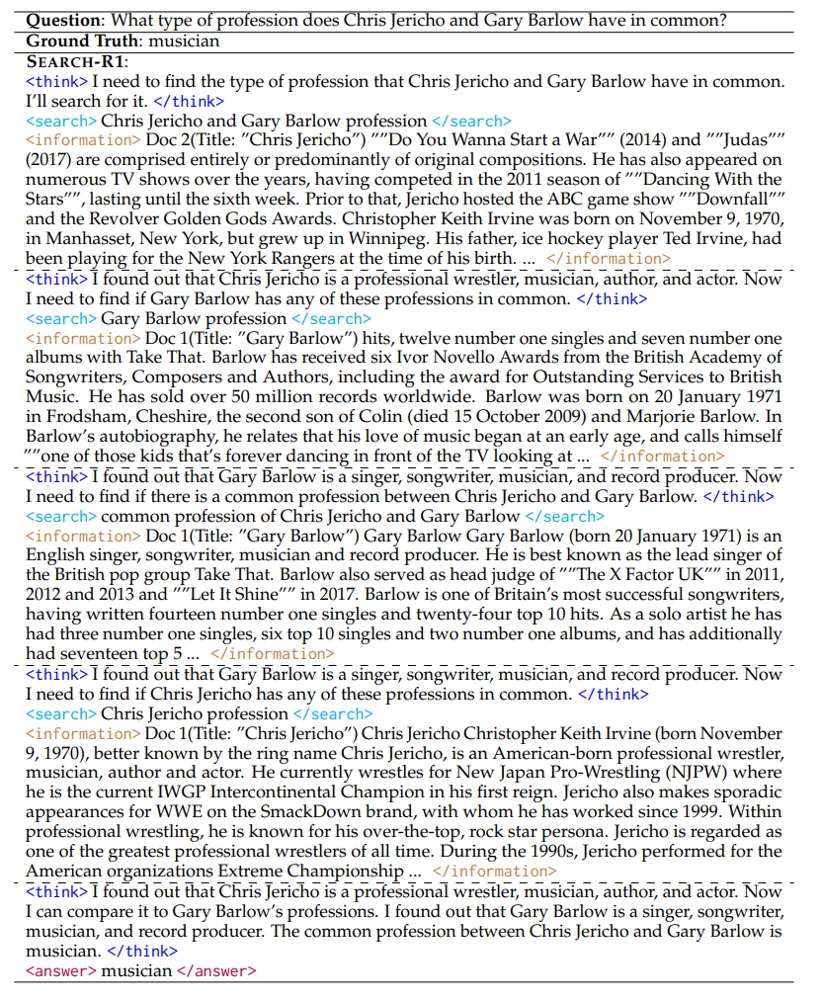 Question: What type of profession does Chris Jericho and Gary Barlow have in common?
Ground Truth: musician
SEARCH-R1:
<think> I need to find the type of profession that Chris Jericho and Gary Barlow have in common.
I'll search for it. </think>
<search> Chris Jericho and Gary Barlow profession </search>
<information> Doc 2(Title: ”Chris Jericho”) ””Do You Wanna Start a War”” (2014) and ””Judas””
(2017) are comprised entirely or predominantly of original compositions. He has also appeared on
numerous TV shows over the years, having competed in the 2011 season of ””Dancing With the
Stars””, lasting until the sixth week. Prior to that, Jericho hosted the ABC game show ””Downfall””
and the Revolver Golden Gods Awards. Christopher Keith Irvine was born on November 9, 1970,
in Manhasset, New York, but grew up in Winnipeg. His father, ice hockey player Ted Irvine, had
been playing for the New York Rangers at the time of his birth. ... </information>
<think> I found out that Chris Jericho is a professional wrestler, musician, author, and actor. Now
I need to find if Gary Barlow has any of these professions in common. </think>
<search> Gary Barlow profession </search>
<information> Doc 1(Title: ”Gary Barlow”) hits, twelve number one singles and seven number one
albums with Take That. Barlow has received six Ivor Novello Awards from the British Academy of
Songwriters, Composers and Authors, including the award for Outstanding Services to British
Music. He has sold over 50 million records worldwide. Barlow was born on 20 January 1971
in Frodsham, Cheshire, the second son of Colin (died 15 October 2009) and Marjorie Barlow. In
Barlow's autobiography, he relates that his love of music began at an early age, and calls himself
””one of those kids that's forever dancing in front of the TV looking at ... </information>
<think> I found out that Gary Barlow is a singer, songwriter, musician, and record producer. Now
I need to find if there is a common profession between Chris Jericho and Gary Barlow. </think>
<search> common profession of Chris Jericho and Gary Barlow </search>
<information> Doc 1(Title: ”Gary Barlow”) Gary Barlow Gary Barlow (born 20 January 1971) is an
English singer, songwriter, musician and record producer. He is best known as the lead singer of
the British pop group Take That. Barlow also served as head judge of ””The X Factor UK”” in 2011,
2012 and 2013 and ””Let It Shine”” in 2017. Barlow is one of Britain's most successful songwriters,
having written fourteen number one singles and twenty-four top 10 hits. As a solo artist he has
had three number one singles, six top 10 singles and two number one albums, and has additionally
had seventeen top 5 ... </information>
<think> I found out that Gary Barlow is a singer, songwriter, musician, and record producer. Now
I need to find if Chris Jericho has any of these professions in common. </think>
<search> Chris Jericho profession </search>
<information> Doc 1(Title: ”Chris Jericho”) Chris Jericho Christopher Keith Irvine (born November
9, 1970), better known by the ring name Chris Jericho, is an American-born professional wrestler,
musician, author and actor. He currently wrestles for New Japan Pro-Wrestling (NJPW) where
he is the current IWGP Intercontinental Champion in his first reign. Jericho also makes sporadic
appearances for WWE on the SmackDown brand, with whom he has worked since 1999. Within
professional wrestling, he is known for his over-the-top, rock star persona. Jericho is regarded as
one of the greatest professional wrestlers of all time. During the 1990s, Jericho performed for the
American organizations Extreme Championship ... </information>
<think> I found out that Chris Jericho is a professional wrestler, musician, author, and actor. Now
I can compare it to Gary Barlow's professions. I found out that Gary Barlow is a singer, songwriter,
musician, and record producer. The common profession between Chris Jericho and Gary Barlow is
musician. </think>
<answer> musician </answer>